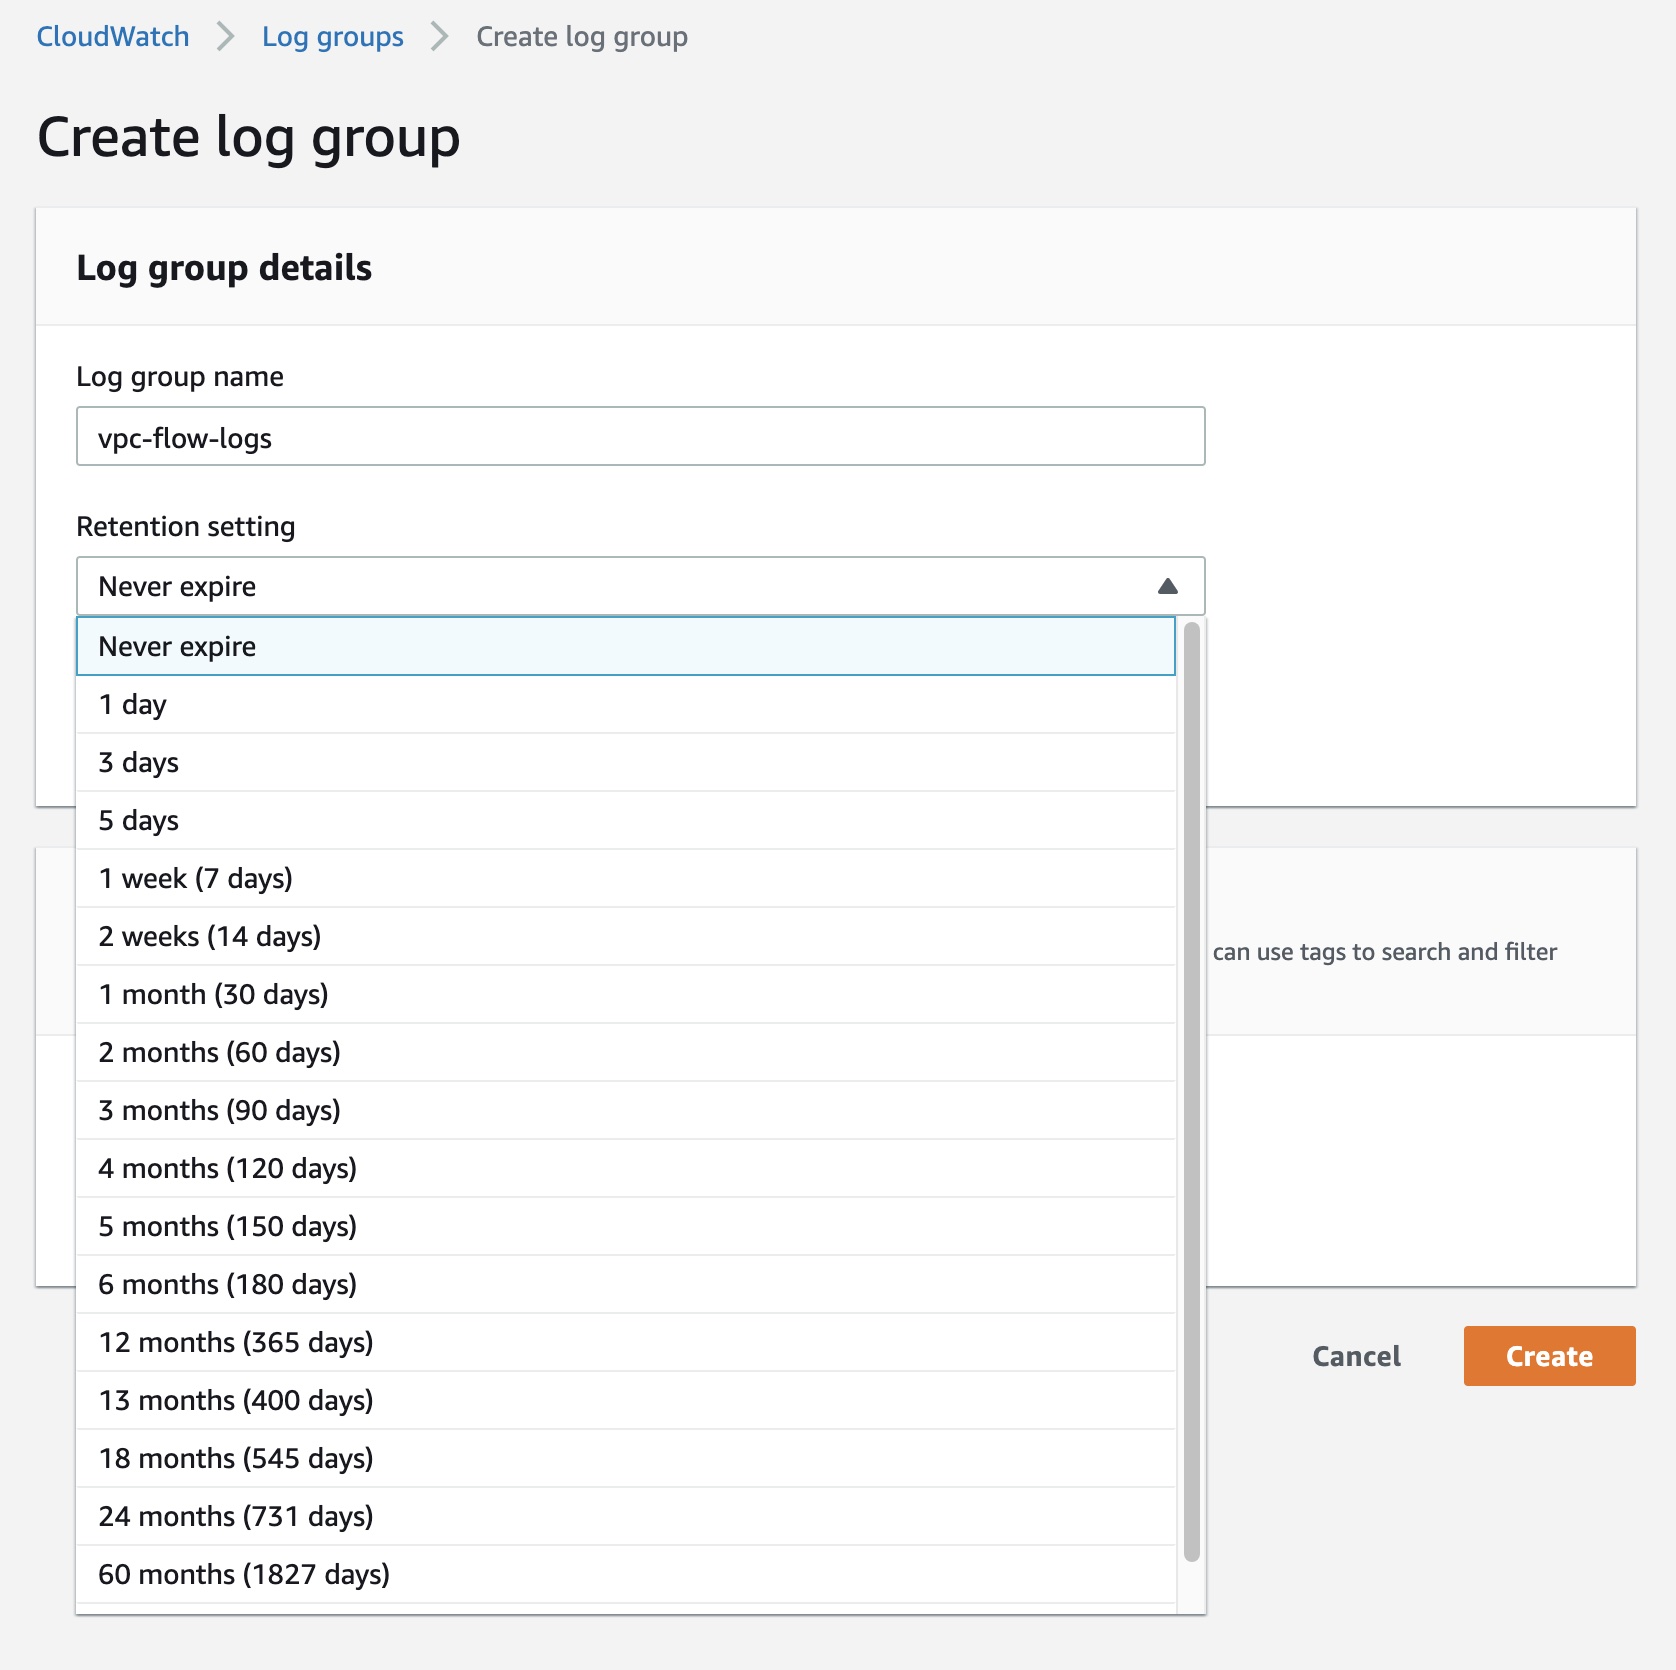 CloudWatch > Log groups > Create log group
Create log group
Log group details
Log group name
vpc-flow-logs
Retention setting
Never expire
Never expire
1 day
3 days
5 days
1 week (7 days)
2 weeks (14 days)
can use tags to search and filter
1 month (30 days)
2 months (60 days)
3 months (90 days)
4 months (120 days)
5 months (150 days)
6 months (180 days)
12 months (365 days)
Cancel Create
13 months (400 days)
18 months (545 days)
24 months (731 days)
60 months (1827 days)